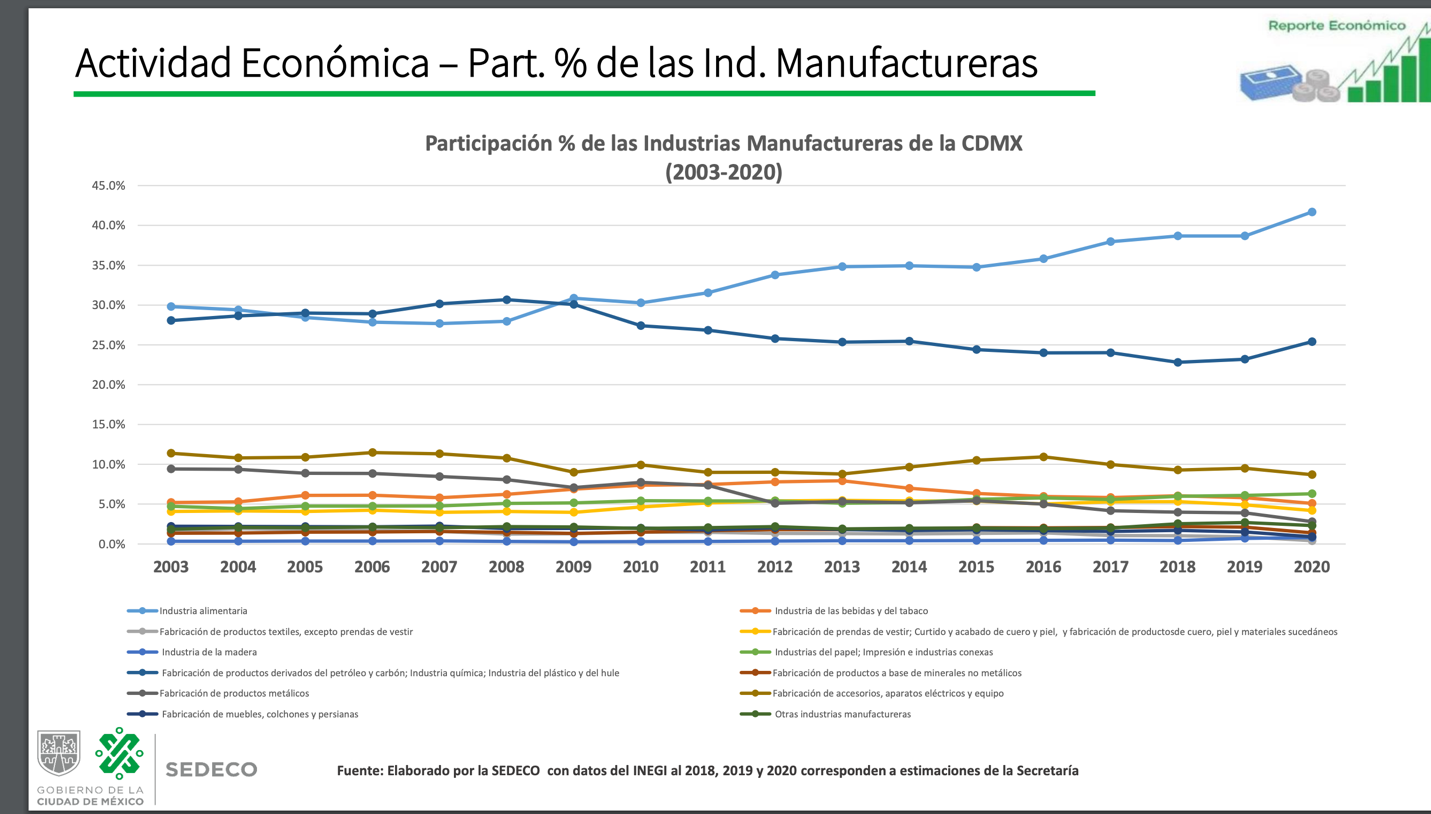 Reporte Económico
Actividad Económica – Part. % de las Ind. Manufactureras
Participación % de las Industrias Manufactureras de la CDMX
(2003-2020)
45.0%
40.0%
35.0%
30.0%
25.0%
20.0%
15.0%
10.0%
5.0%
0.0%
2003 2004 2005 2006 2007 2008 2009 2010 2011 2012 2013 2014 2015 2016 2017 2018 2019 2020
Industria alimentaria
Industria de las bebidas y del tabaco
Fabricación de productos textiles, excepto prendas de vestir
Fabricación de prendas de vestir; Curtido y acabado de cuero y piel, y fabricación de productosde cuero, piel y materiales sucedáneos
Industria de la madera
Industrias del papel; Impresión e industrias conexas
Fabricación de productos derivados del petróleo y carbón; Industria química; Industria del plástico y del hule
Fabricación de productos a base de minerales no metálicos
Fabricación de productos metálicos
Fabricación de accesorios, aparatos eléctricos y equipo
Fabricación de muebles, colchones y persianas
Otras industrias manufactureras
GOBIERNO DE LA
CIUDAD DE MÉXICO
SEDECO
Fuente: Elaborado por la SEDECO con datos del INEGI al 2018, 2019 y 2020 corresponden a estimaciones de la Secretaría